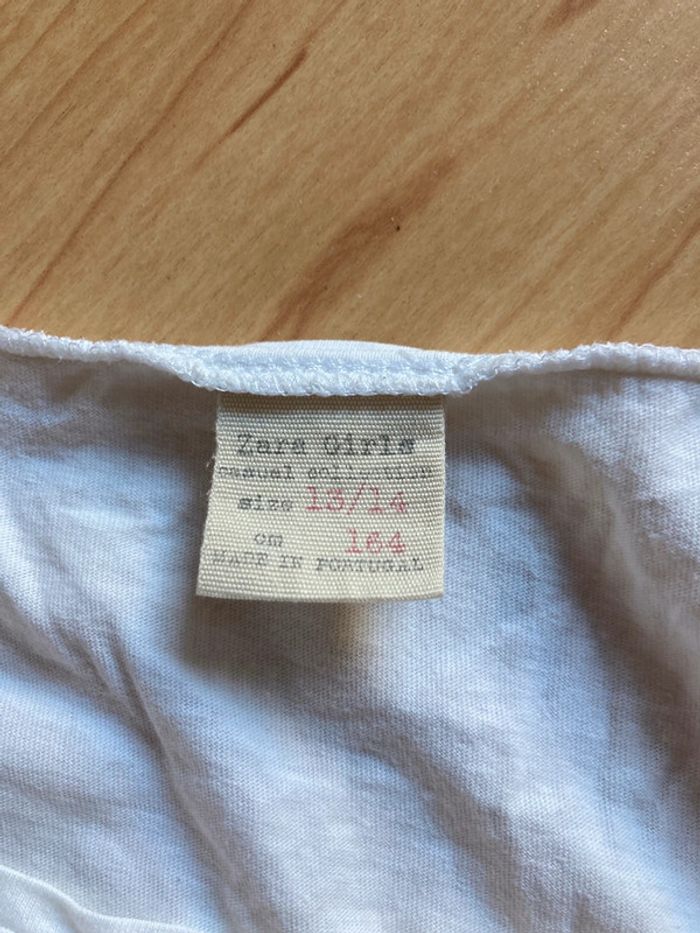 Zara Girls
casual collection
size 13/14
cm 164
MADE IN PORTUGAL